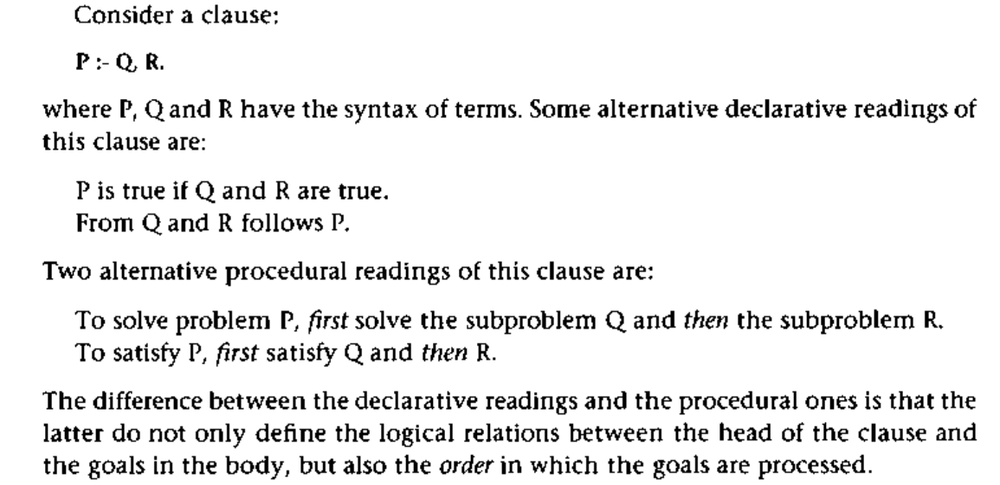 Consider a clause:
P :- Q, R.
where P, Q and R have the syntax of terms. Some alternative declarative readings of
this clause are:
P is true if Q and R are true.
From Q and R follows P.
Two alternative procedural readings of this clause are:
To solve problem P, first solve the subproblem Q and then the subproblem R.
To satisfy P, first satisfy Q and then R.
The difference between the declarative readings and the procedural ones is that the
latter do not only define the logical relations between the head of the clause and
the goals in the body, but also the order in which the goals are processed.